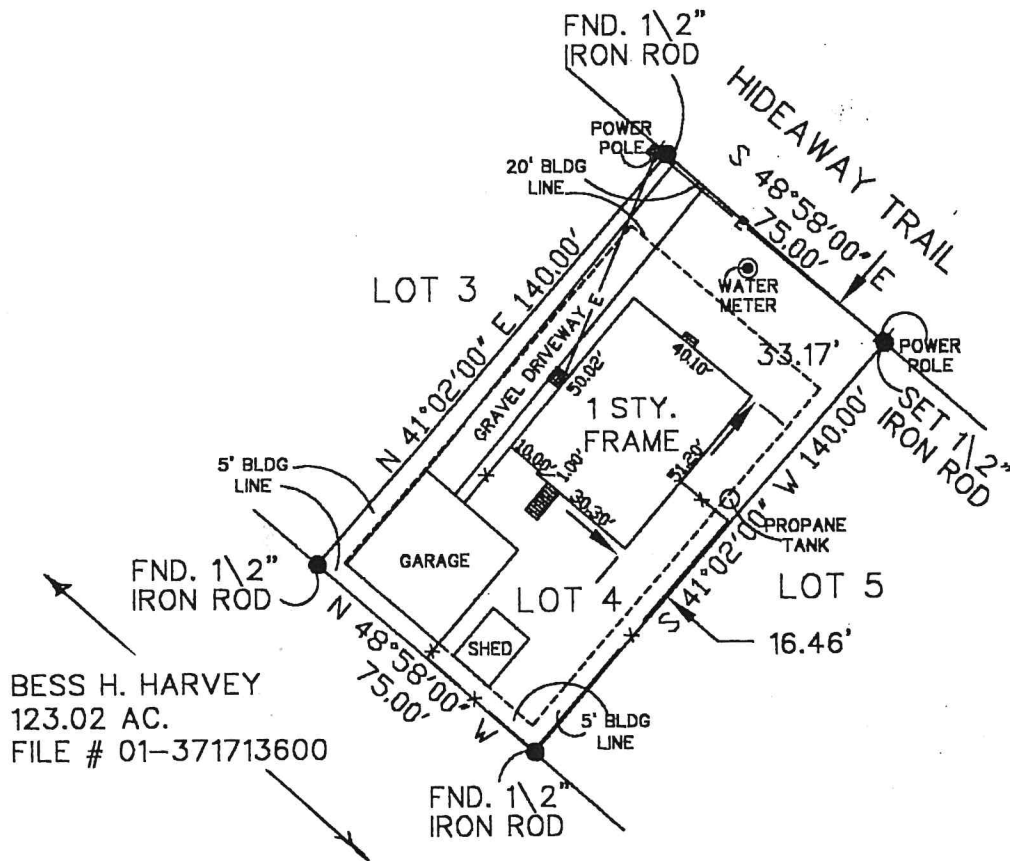 FND. 1\2"
IRON ROD
HIDEAWAY TRAIL
POWER
POLE
S 48°58'00" E
75.00'
20' BLDG
LINE
E
LOT 3
WATER
METER
N 41°02'00" E 140.00'
GRAVEL DRIVEWAY
E
40.10'
33.17'
POWER
POLE
SET 1\2"
IRON ROD
50.02'
1 STY.
FRAME
10.00'
1.00'
30.30'
51.20'
S 41°02'00" W 140.00'
5' BLDG
LINE
PROPANE
TANK
GARAGE
LOT 4
LOT 5
FND. 1\2"
IRON ROD
SHED
16.46'
N 48°58'00" W
75.00'
BESS H. HARVEY
123.02 AC.
FILE # 01-371713600
5' BLDG
LINE
FND. 1\2"
IRON ROD